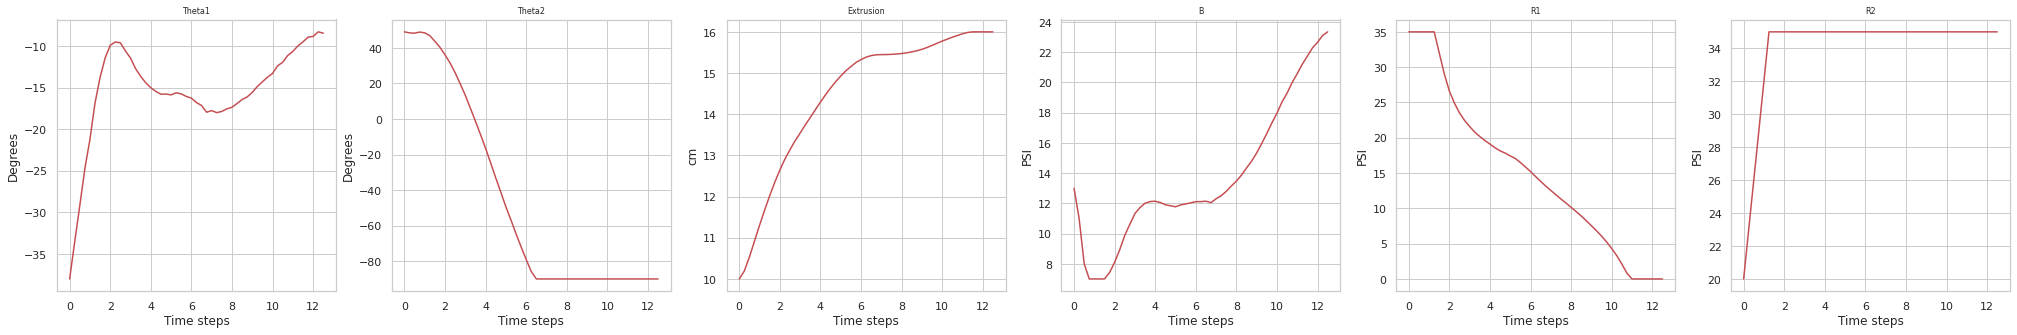 Theta1
Degrees
−10
−15
−20
−25
−30
−35
0 2 4 6 8 10 12
Time steps
Theta2
Degrees
40
20
0
−20
−40
−60
−80
0 2 4 6 8 10 12
Time steps
Extrusion
cm
16
15
14
13
12
11
10
0 2 4 6 8 10 12
Time steps
B
PSI
24
22
20
18
16
14
12
10
8
0 2 4 6 8 10 12
Time steps
R1
PSI
35
30
25
20
15
10
5
0
0 2 4 6 8 10 12
Time steps
R2
PSI
34
32
30
28
26
24
22
20
0 2 4 6 8 10 12
Time steps